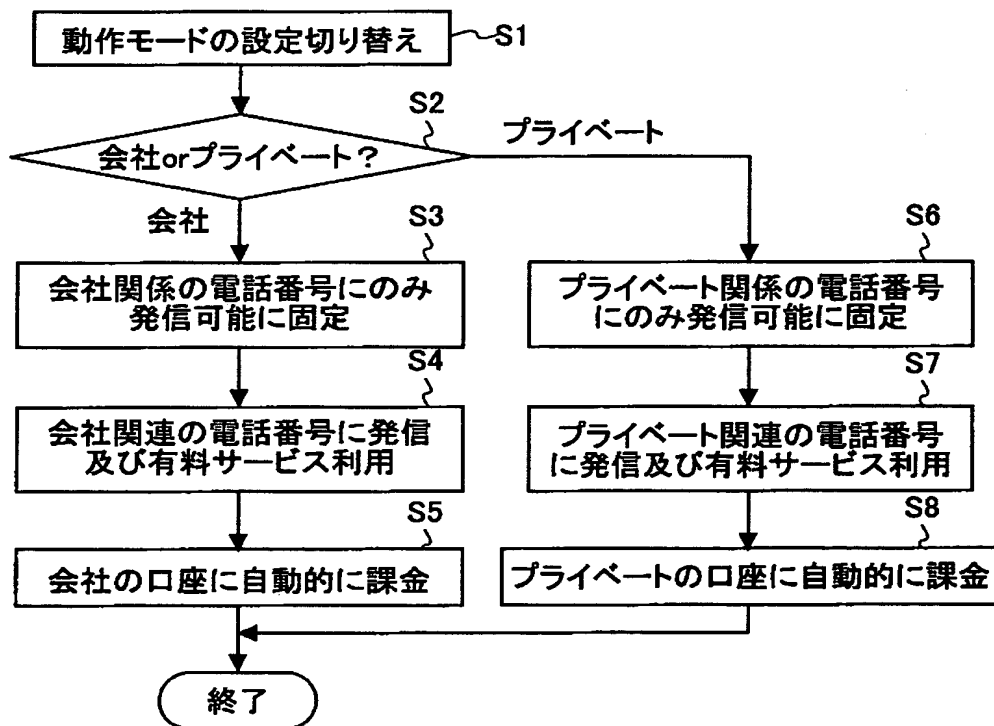 動作モードの設定切り替え
S1
S2
会社orプライベート?
プライベート
会社
S3
会社関係の電話番号にのみ
発信可能に固定
S4
会社関連の電話番号に発信
及び有料サービス利用
S5
会社の口座に自動的に課金
S6
プライベート関係の電話番号
にのみ発信可能に固定
S7
プライベート関連の電話番号
に発信及び有料サービス利用
S8
プライベートの口座に自動的に課金
終了